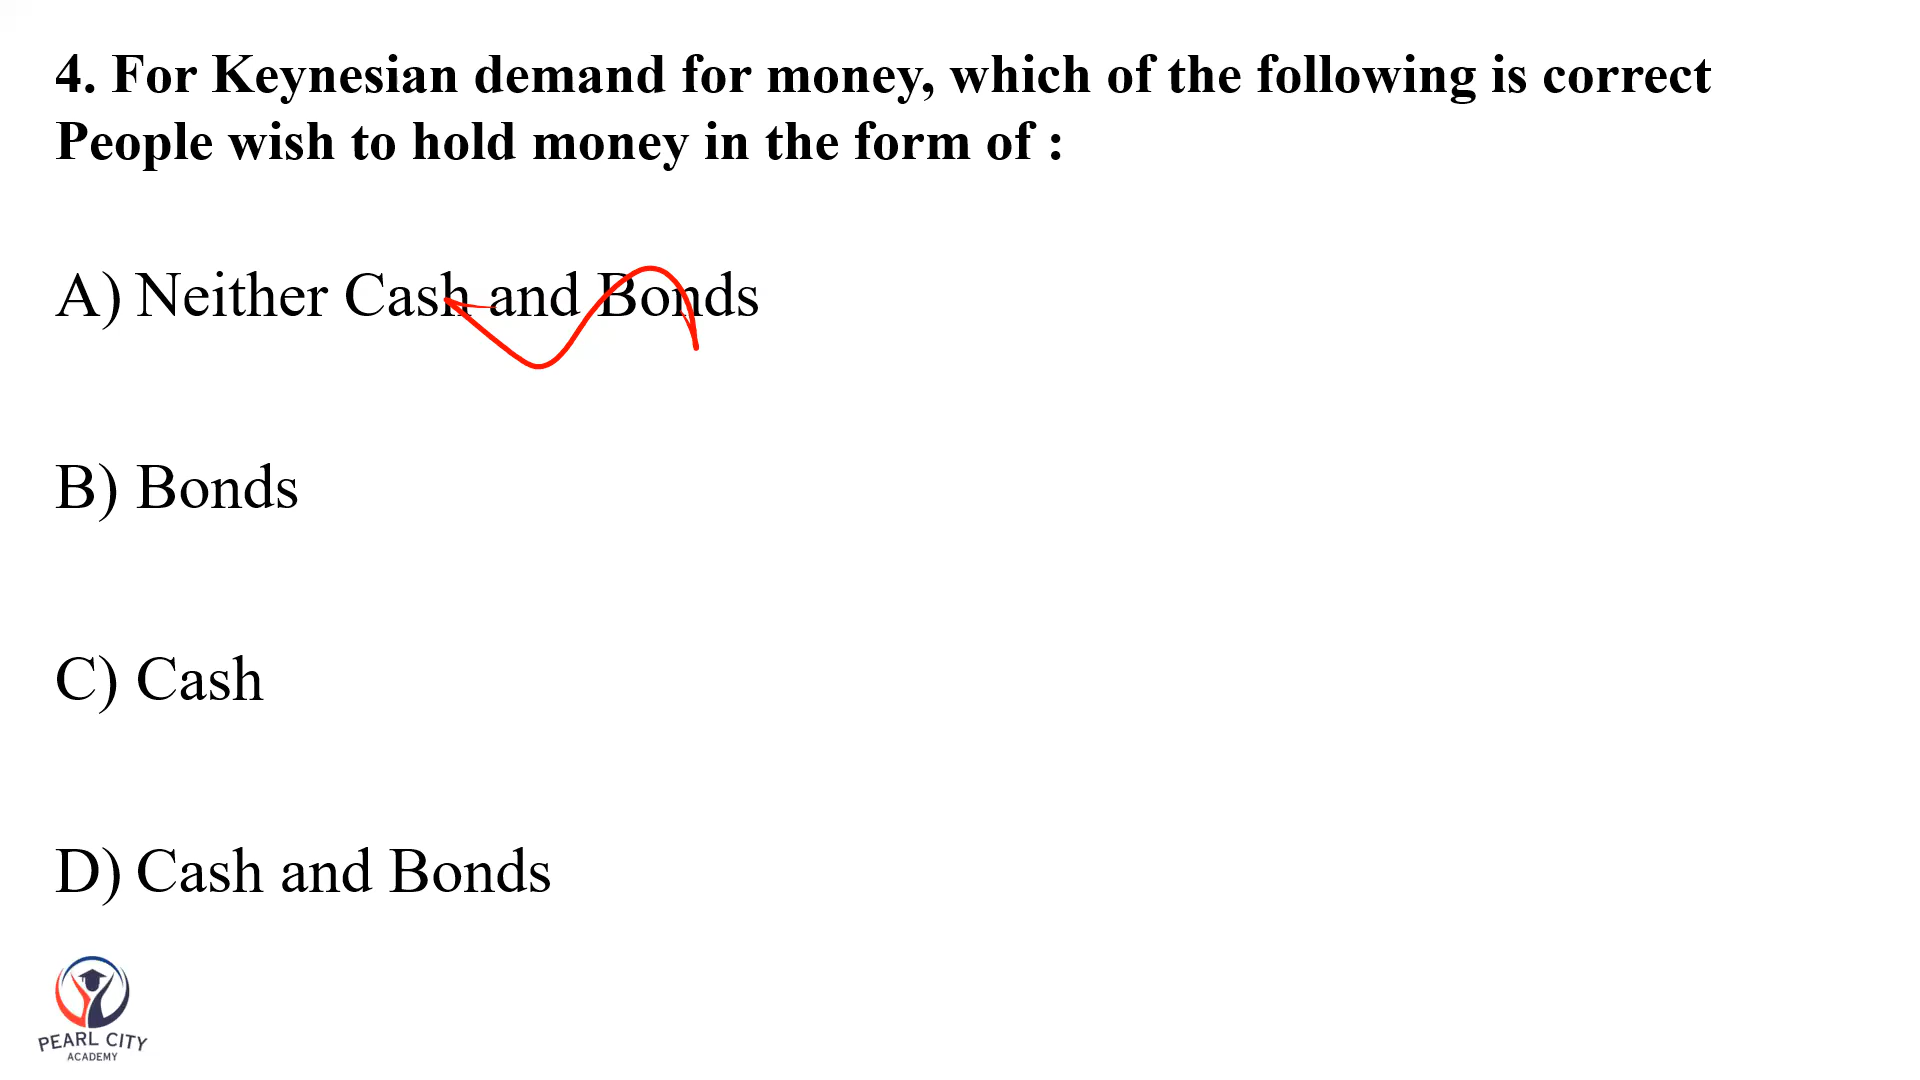 4. For Keynesian demand for money, which of the following is correct
People wish to hold money in the form of :
A) Neither Cash and Bonds
B) Bonds
C) Cash
D) Cash and Bonds
PEARL CITY
ACADEMY